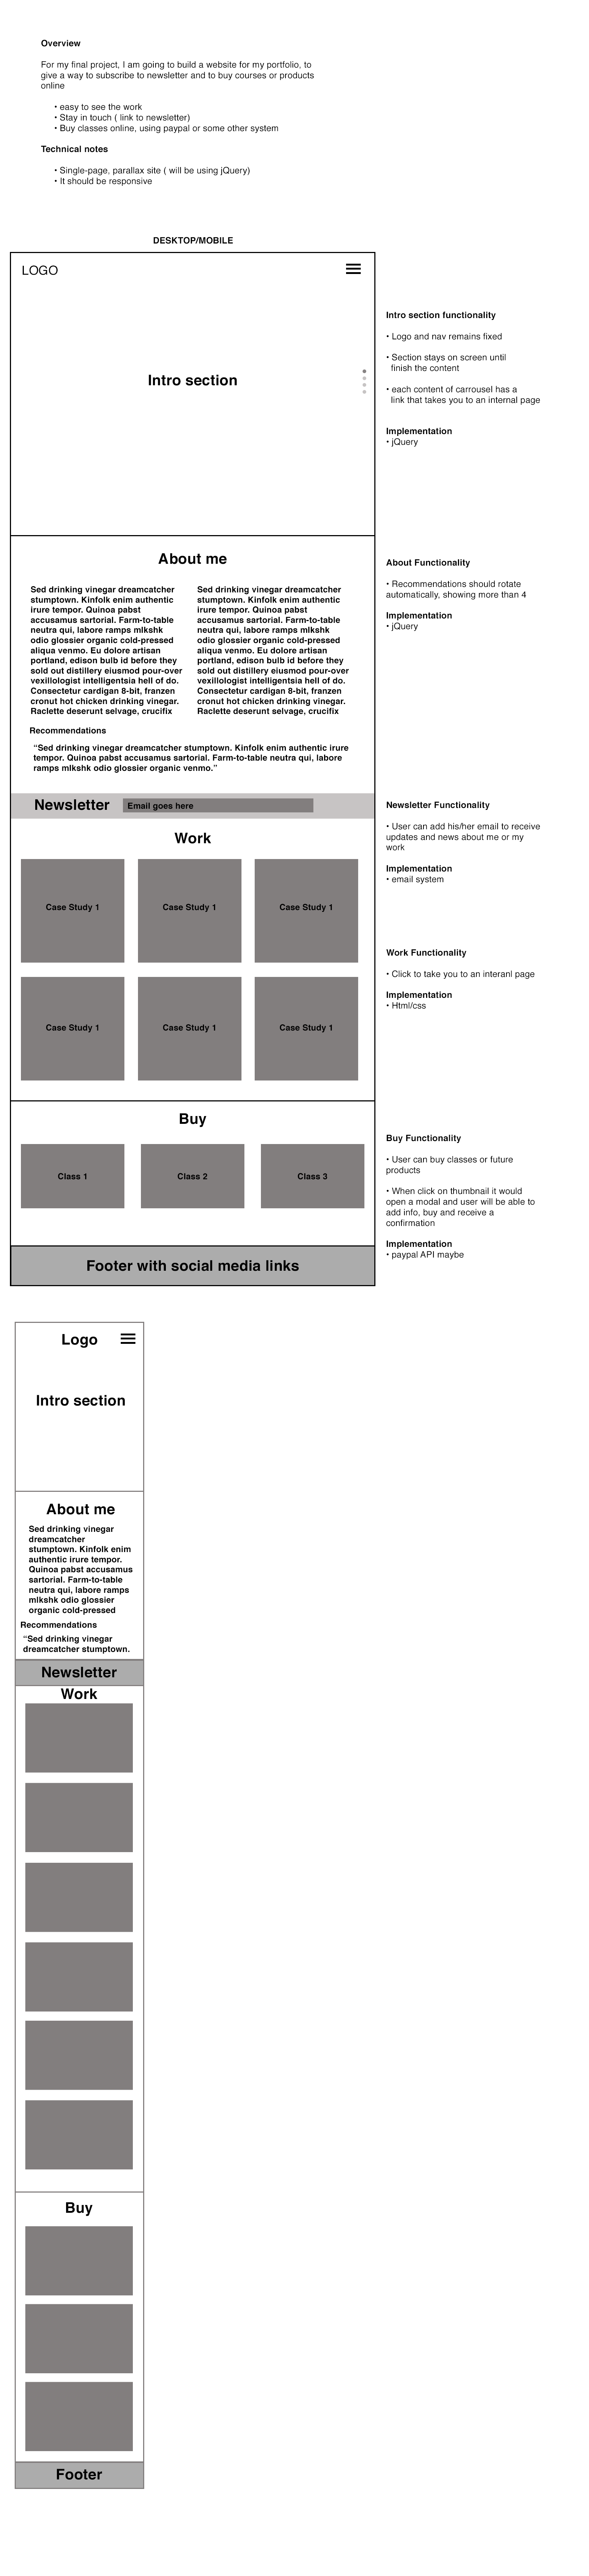 Overview
For my final project, I am going to build a website for my portfolio, to
give a way to subscribe to newsletter and to buy courses or products
online
• easy to see the work
• Stay in touch ( link to newsletter)
• Buy classes online, using paypal or some other system
Technical notes
• Single-page, parallax site ( will be using jQuery)
• It should be responsive
DESKTOP/MOBILE
LOGO
Intro section
Intro section functionality
• Logo and nav remains fixed
• Section stays on screen until
finish the content
• each content of carrousel has a
link that takes you to an internal page
Implementation
• jQuery
About me
Sed drinking vinegar dreamcatcher
stumptown. Kinfolk enim authentic
irure tempor. Quinoa pabst
accusamus sartorial. Farm-to-table
neutra qui, labore ramps mlkshk
odio glossier organic cold-pressed
aliqua venmo. Eu dolore artisan
portland, edison bulb id before they
sold out distillery eiusmod pour-over
vexillologist intelligentsia hell of do.
Consectetur cardigan 8-bit, franzen
cronut hot chicken drinking vinegar.
Raclette deserunt selvage, crucifix
Sed drinking vinegar dreamcatcher
stumptown. Kinfolk enim authentic
irure tempor. Quinoa pabst
accusamus sartorial. Farm-to-table
neutra qui, labore ramps mlkshk
odio glossier organic cold-pressed
aliqua venmo. Eu dolore artisan
portland, edison bulb id before they
sold out distillery eiusmod pour-over
vexillologist intelligentsia hell of do.
Consectetur cardigan 8-bit, franzen
cronut hot chicken drinking vinegar.
Raclette deserunt selvage, crucifix
Recommendations
“Sed drinking vinegar dreamcatcher stumptown. Kinfolk enim authentic irure
tempor. Quinoa pabst accusamus sartorial. Farm-to-table neutra qui, labore
ramps mlkshk odio glossier organic venmo.”
About Functionality
• Recommendations should rotate
automatically, showing more than 4
Implementation
• jQuery
Newsletter
Email goes here
Newsletter Functionality
• User can add his/her email to receive
updates and news about me or my
work
Implementation
• email system
Work
Case Study 1
Case Study 1
Case Study 1
Case Study 1
Case Study 1
Case Study 1
Work Functionality
• Click to take you to an interanl page
Implementation
• Html/css
Buy
Class 1
Class 2
Class 3
Buy Functionality
• User can buy classes or future
products
• When click on thumbnail it would
open a modal and user will be able to
add info, buy and receive a
confirmation
Implementation
• paypal API maybe
Footer with social media links
Logo
Intro section
About me
Sed drinking vinegar
dreamcatcher
stumptown. Kinfolk enim
authentic irure tempor.
Quinoa pabst accusamus
sartorial. Farm-to-table
neutra qui, labore ramps
mlkshk odio glossier
organic cold-pressed
Recommendations
“Sed drinking vinegar
dreamcatcher stumptown.
Newsletter
Work
Buy
Footer